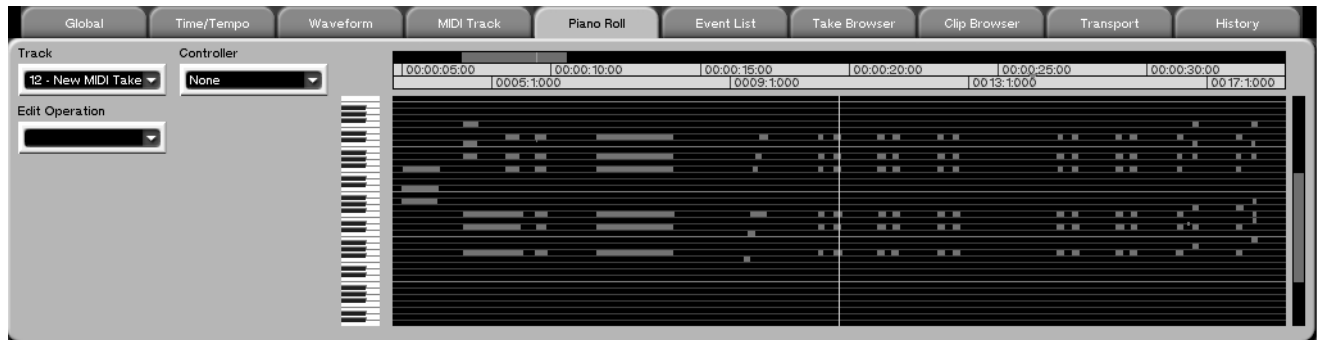 Global Time/Tempo Waveform MIDI Track Piano Roll Event List Take Browser Clip Browser Transport History
Track Controller
12 - New MIDI Take None
00:00:05:00 00:00:10:00 00:00:15:00 00:00:20:00 00:00:25:00 00:00:30:00
0005:1:000 0009:1:000 0013:1:000 0017:1:000
Edit Operation